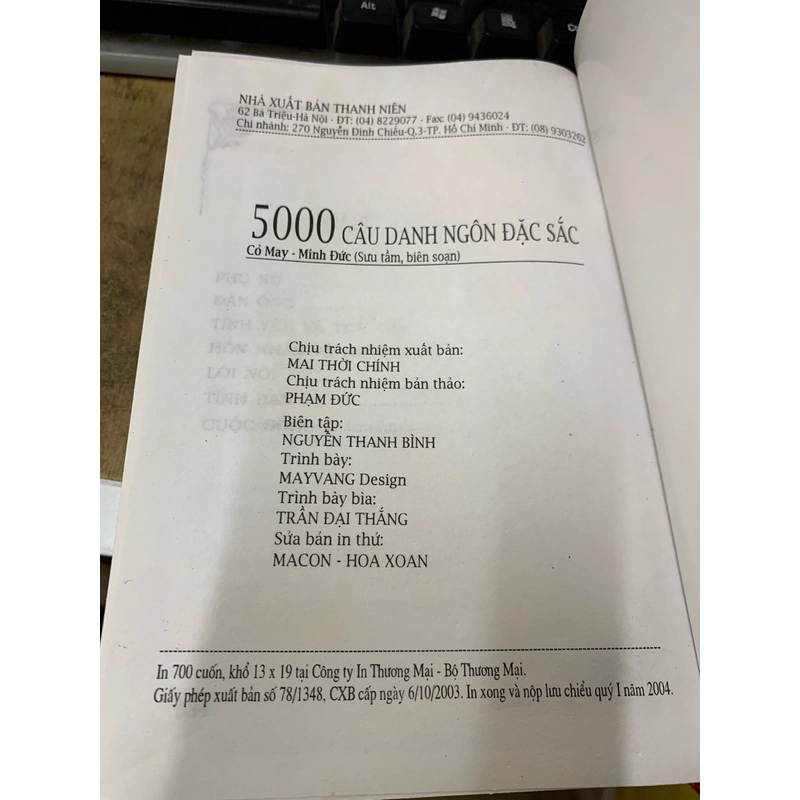 NHÀ XUẤT BẢN THANH NIÊN
62 Bà Triệu-Hà Nội - ĐT: (04) 8229077 - Fax: (04) 9436024
Chi nhánh: 270 Nguyễn Đình Chiểu-Q.3-TP. Hồ Chí Minh - ĐT: (08) 9303262
5000 CÂU DANH NGÔN ĐẶC SẮC
Cỏ May - Minh Đức (Sưu tầm, biên soạn)
PHỤ NỮ
ĐÀN ÔNG
Chịu trách nhiệm xuất bản:
MAI THỜI CHÍNH
Chịu trách nhiệm bản thảo:
PHẠM ĐỨC
Biên tập:
NGUYỄN THANH BÌNH
Trình bày:
MAYVANG Design
Trình bày bìa:
TRẦN ĐẠI THẮNG
Sửa bản in thử:
MACON - HOA XOAN
In 700 cuốn, khổ 13 x 19 tại Công ty In Thương Mại - Bộ Thương Mại.
Giấy phép xuất bản số 78/1348, CXB cấp ngày 6/10/2003. In xong và nộp lưu chiểu quý I năm 2004.
Alt